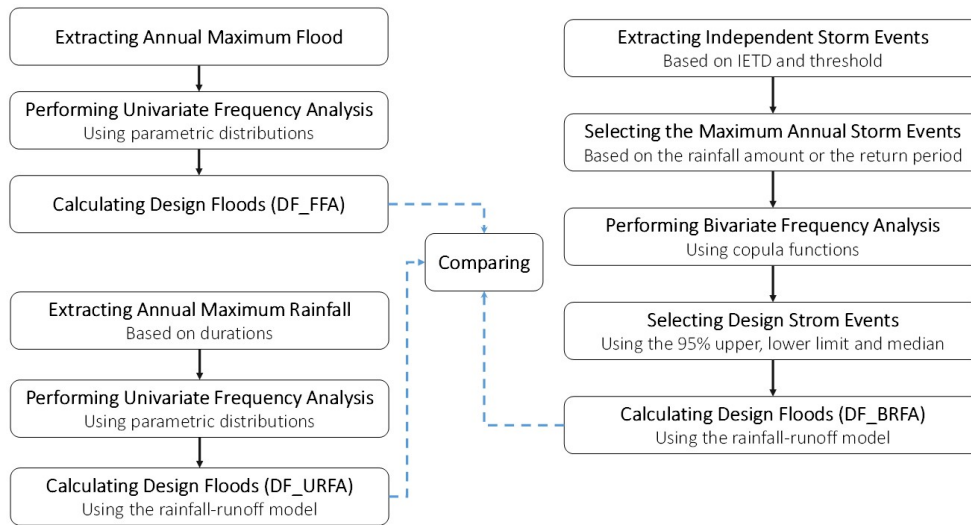 Extracting Annual Maximum Flood
Performing Univariate Frequency Analysis
Using parametric distributions
Calculating Design Floods (DF_FFA)
Extracting Annual Maximum Rainfall
Based on durations
Performing Univariate Frequency Analysis
Using parametric distributions
Calculating Design Floods (DF_URFA)
Using the rainfall-runoff model
Comparing
Extracting Independent Storm Events
Based on IETD and threshold
Selecting the Maximum Annual Storm Events
Based on the rainfall amount or the return period
Performing Bivariate Frequency Analysis
Using copula functions
Selecting Design Strom Events
Using the 95% upper, lower limit and median
Calculating Design Floods (DF_BRFA)
Using the rainfall-runoff model